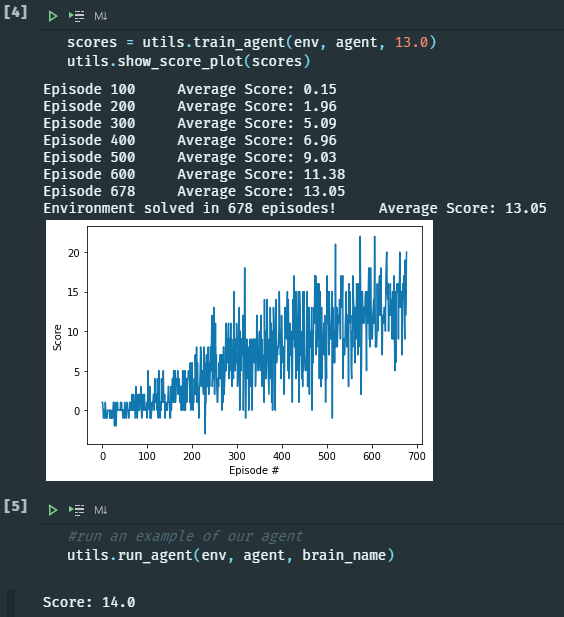 [4]
M↓
scores = utils.train_agent(env, agent, 13.0)
utils.show_score_plot(scores)
Episode 100 Average Score: 0.15
Episode 200 Average Score: 1.96
Episode 300 Average Score: 5.09
Episode 400 Average Score: 6.96
Episode 500 Average Score: 9.03
Episode 600 Average Score: 11.38
Episode 678 Average Score: 13.05
Environment solved in 678 episodes! Average Score: 13.05
20
15
10
5
0
Score
0 100 200 300 400 500 600 700
Episode #
[5]
M↓
#run an example of our agent
utils.run_agent(env, agent, brain_name)
Score: 14.0